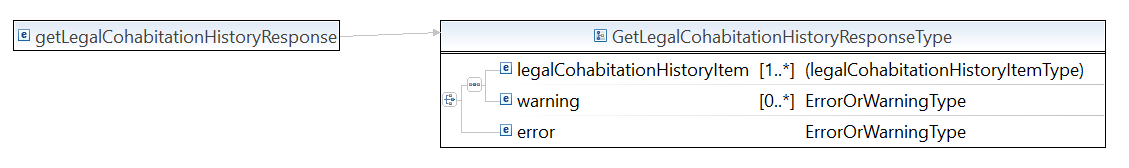 getLegalCohabitationHistoryResponse
GetLegalCohabitationHistoryResponseType
legalCohabitationHistoryItem [1..*] (legalCohabitationHistoryItemType)
warning [0..*] ErrorOrWarningType
error ErrorOrWarningType